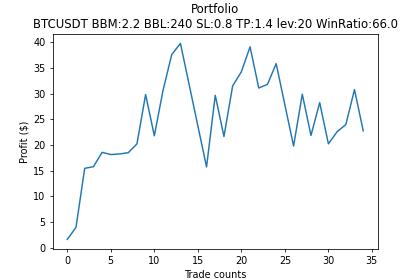 Portfolio
BTCUSDT BBM:2.2 BBL:240 SL:0.8 TP:1.4 lev:20 WinRatio:66.0
40
35
30
25
20
15
10
5
0
Profit ($)
0 5 10 15 20 25 30 35
Trade counts